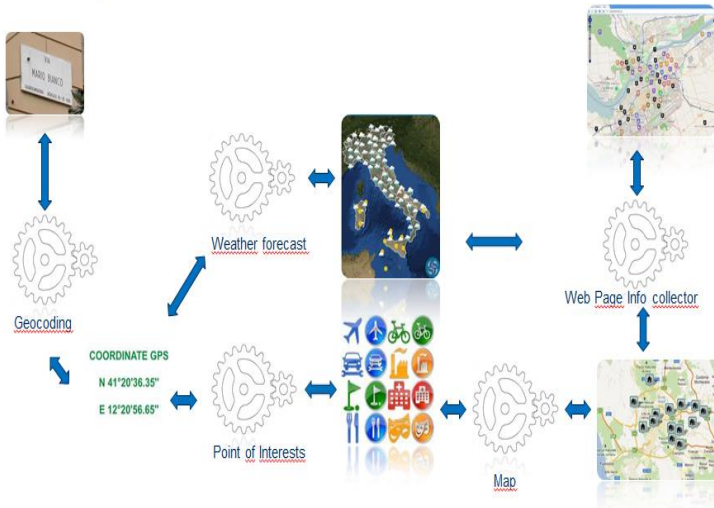 VIA
MARIO BIANCO
Geocoding
COORDINATE GPS
N 41°20'36.35"
E 12°20'56.65"
Weather forecast
Point of Interests
Map
Web Page Info collector